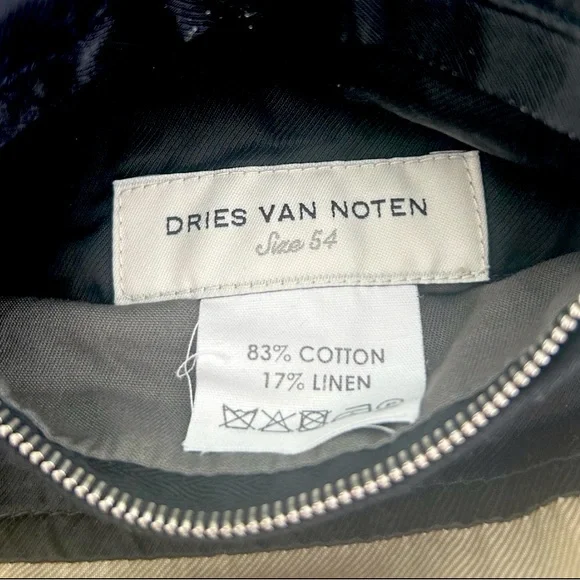 DRIES VAN NOTEN
Size 54
83% COTTON
17% LINEN